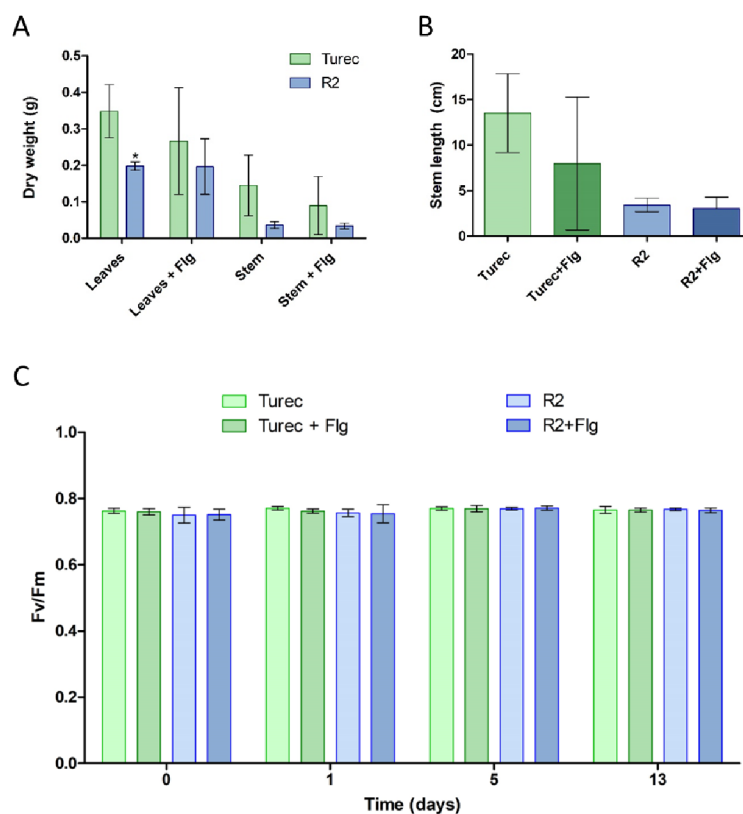 A
Turec
R2
Dry weight (g)
0.5
0.4
0.3
0.2
0.1
0.0
*
Leaves
Leaves + Flg
Stem
Stem + Flg
B
Stem length (cm)
20
15
10
5
0
Turec
Turec+Flg
R2
R2+Flg
C
Turec
Turec + Flg
R2
R2+Flg
Fv/Fm
1.0
0.8
0.6
0.4
0.2
0.0
0 1 5 13
Time (days)